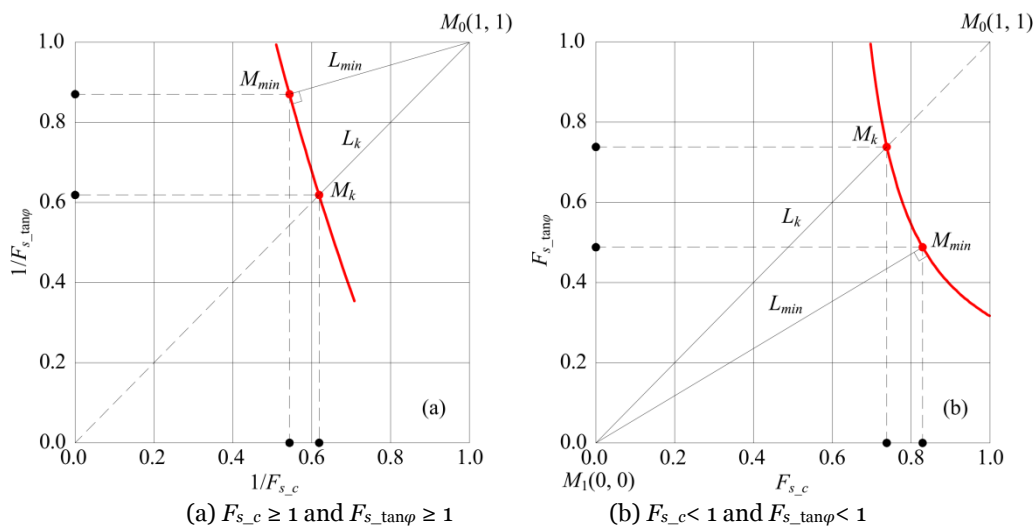 M₀(1, 1)
1.0
0.8
0.6
0.4
0.2
0.0
1/Fs_tanφ
Mmin
Lmin
Lk
Mk
(a)
0.0 0.2 0.4 0.6 0.8 1.0
1/Fs_c
M₀(1, 1)
1.0
0.8
0.6
0.4
0.2
0.0
Fs_tanφ
Mk
Lk
Mmin
Lmin
(b)
0.0 0.2 0.4 0.6 0.8 1.0
M₁(0, 0) Fs_c
(a) Fs_c ≥ 1 and Fs_tanφ ≥ 1 (b) Fs_c< 1 and Fs_tanφ< 1